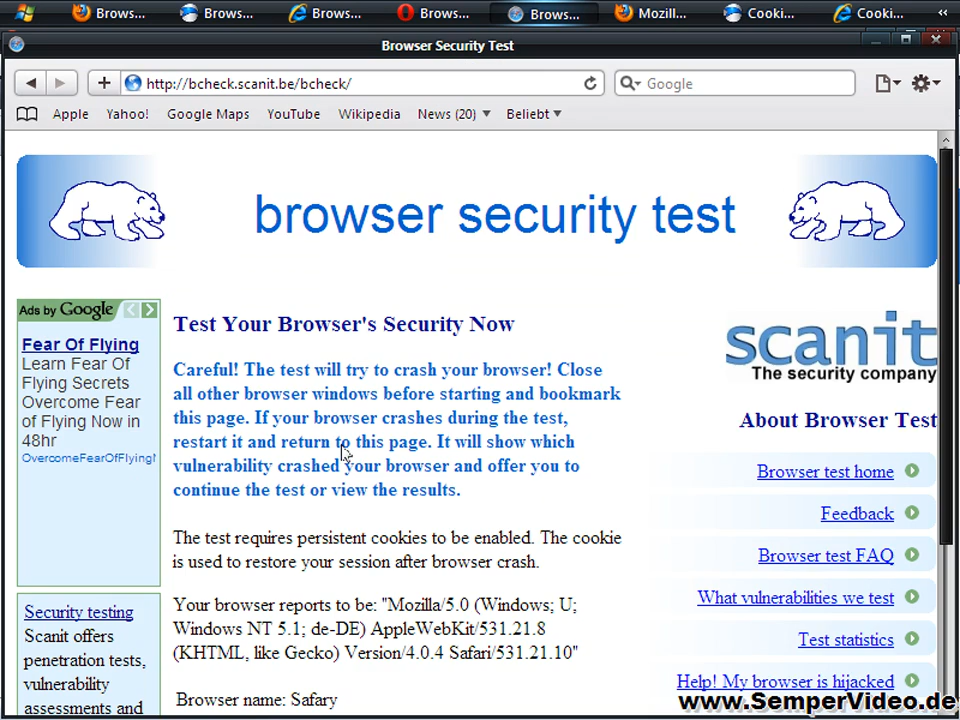 Brows...
Brows...
Brows...
Brows...
Brows...
Mozill...
Cooki...
Cooki...
Browser Security Test
http://bcheck.scanit.be/bcheck/
Google
Apple Yahoo! Google Maps YouTube Wikipedia News (20) Beliebt
browser security test
Ads by Google
Fear Of Flying
Learn Fear Of
Flying Secrets
Overcome Fear
of Flying Now in
48hr
OvercomeFearOfFlying
Security testing
Scanit offers
penetration tests,
vulnerability
assessments and
Test Your Browser's Security Now
Careful! The test will try to crash your browser! Close
all other browser windows before starting and bookmark
this page. If your browser crashes during the test,
restart it and return to this page. It will show which
vulnerability crashed your browser and offer you to
continue the test or view the results.
The test requires persistent cookies to be enabled. The cookie
is used to restore your session after browser crash.
Your browser reports to be: "Mozilla/5.0 (Windows; U;
Windows NT 5.1; de-DE) AppleWebKit/531.21.8
(KHTML, like Gecko) Version/4.0.4 Safari/531.21.10"
Browser name: Safary
scanit
The security company
About Browser Test
Browser test home
Feedback
Browser test FAQ
What vulnerabilities we test
Test statistics
Help! My browser is hijacked
www.SemperVideo.de